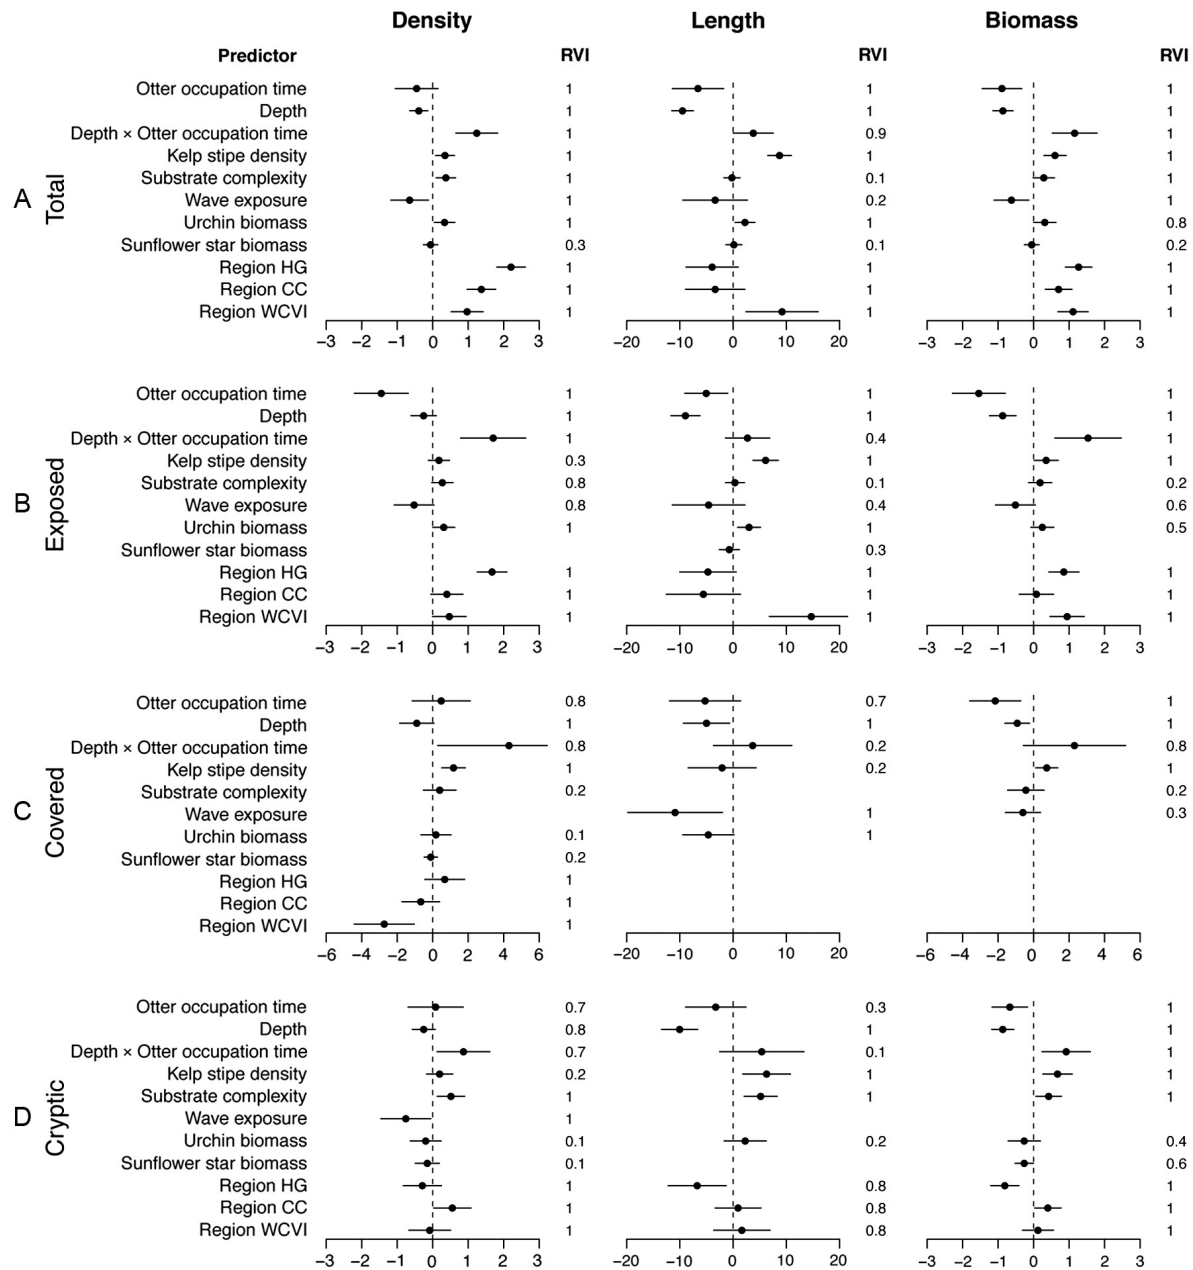 Density Length Biomass
Predictor RVI RVI RVI
Otter occupation time 1 1 1
Depth 1 1 1
Depth × Otter occupation time 1 0.9 1
Kelp stipe density 1 1 1
Substrate complexity 1 0.1 1
Wave exposure 1 0.2 1
Urchin biomass 1 1 0.8
Sunflower star biomass 0.3 0.1 0.2
Region HG 1 1 1
Region CC 1 1 1
Region WCVI 1 1 1
A Total
−3 −2 −1 0 1 2 3 −20 −10 0 10 20 −3 −2 −1 0 1 2 3
Otter occupation time 1 1 1
Depth 1 1 1
Depth × Otter occupation time 1 0.4 1
Kelp stipe density 0.3 1 1
Substrate complexity 0.8 0.1 0.2
Wave exposure 0.8 0.4 0.6
Urchin biomass 1 1 0.5
Sunflower star biomass 0.3
Region HG 1 1 1
Region CC 1 1 1
Region WCVI 1 1 1
B Exposed
−3 −2 −1 0 1 2 3 −20 −10 0 10 20 −3 −2 −1 0 1 2 3
Otter occupation time 0.8 0.7 1
Depth 1 1 1
Depth × Otter occupation time 0.8 0.2 0.8
Kelp stipe density 1 0.2 1
Substrate complexity 0.2 0.2
Wave exposure 1 0.3
Urchin biomass 0.1 1
Sunflower star biomass 0.2
Region HG 1
Region CC 1
Region WCVI 1
C Covered
−6 −4 −2 0 2 4 6 −20 −10 0 10 20 −6 −4 −2 0 2 4 6
Otter occupation time 0.7 0.3 1
Depth 0.8 1 1
Depth × Otter occupation time 0.7 0.1 1
Kelp stipe density 0.2 1 1
Substrate complexity 1 1 1
Wave exposure 1
Urchin biomass 0.1 0.2 0.4
Sunflower star biomass 0.1 0.6
Region HG 1 0.8 1
Region CC 1 0.8 1
Region WCVI 1 0.8 1
D Cryptic
−3 −2 −1 0 1 2 3 −20 −10 0 10 20 −3 −2 −1 0 1 2 3